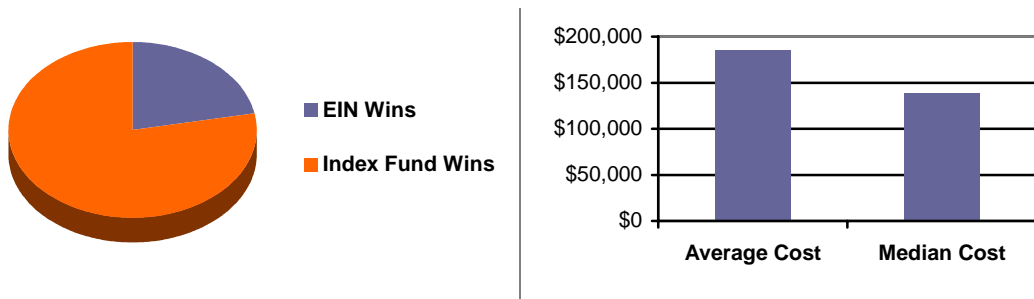 EIN Wins
Index Fund Wins
$200,000
$150,000
$100,000
$50,000
$0
Average Cost
Median Cost